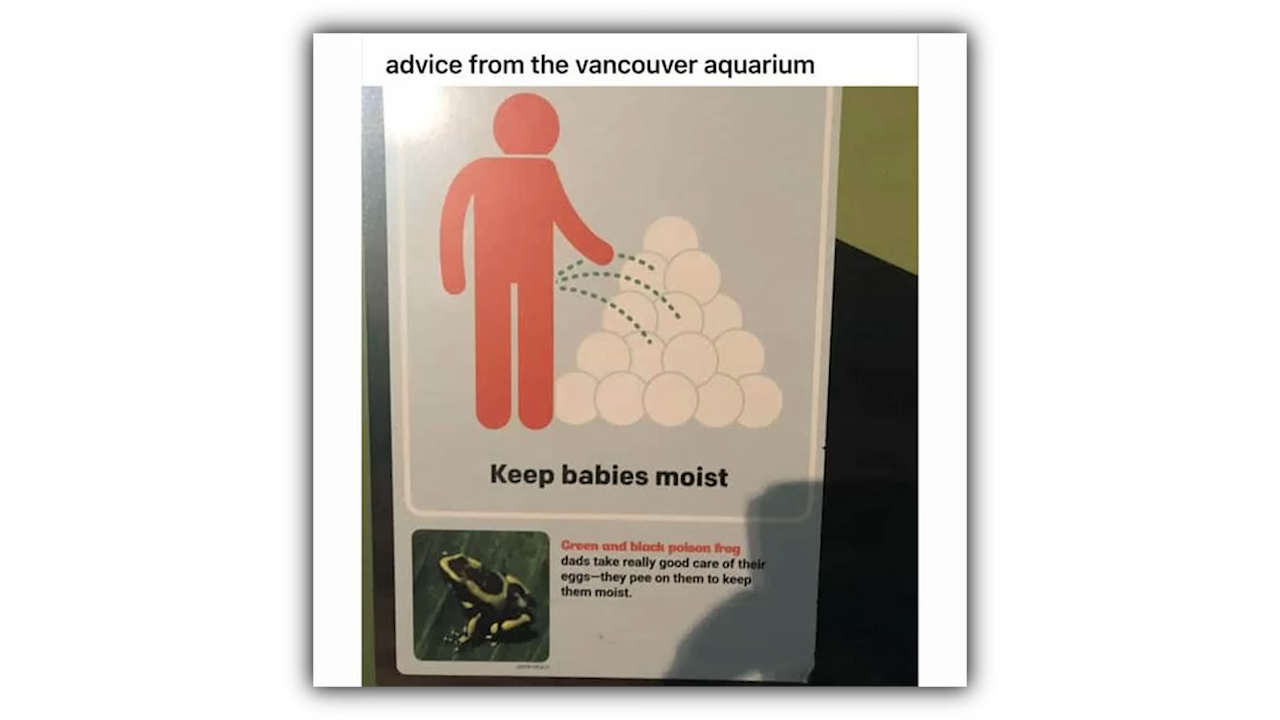 advice from the vancouver aquarium
Keep babies moist
Green and black poison frog
dads take really good care of their
eggs—they pee on them to keep
them moist.